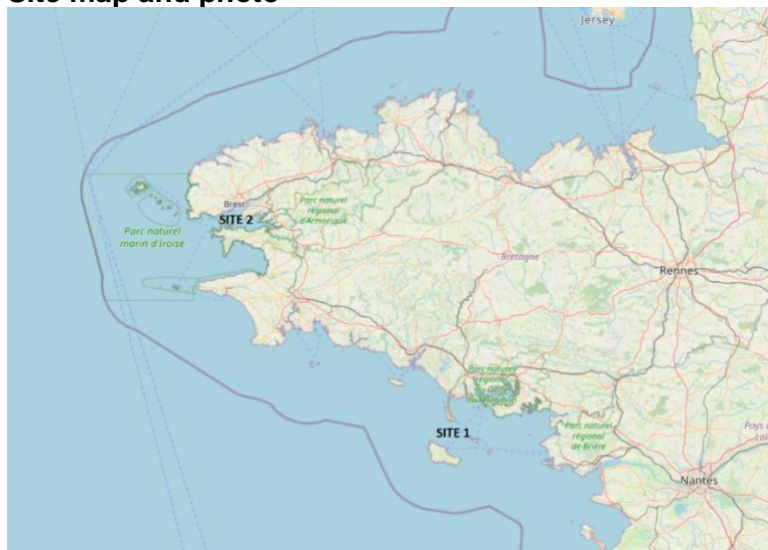 Site map and photo
Jersey
Brest
SITE 2
Parc naturel
régional
d'Armorique
Parc naturel
marin d'Iroise
Bretagne
Rennes
Parc naturel
régional
SITE 1
Parc naturel
régional
de Brière
Pays
Nantes